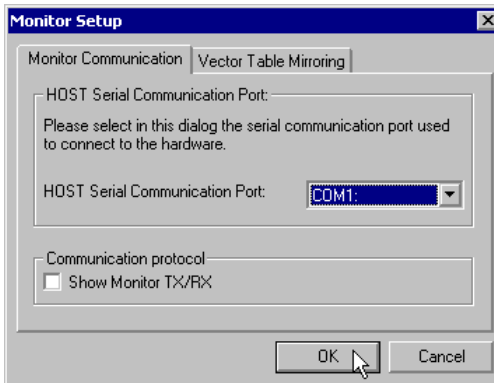 Monitor Setup
Monitor Communication
Vector Table Mirroring
HOST Serial Communication Port:
Please select in this dialog the serial communication port used
to connect to the hardware.
HOST Serial Communication Port:
COM1:
Communication protocol
Show Monitor TX/RX
OK
Cancel